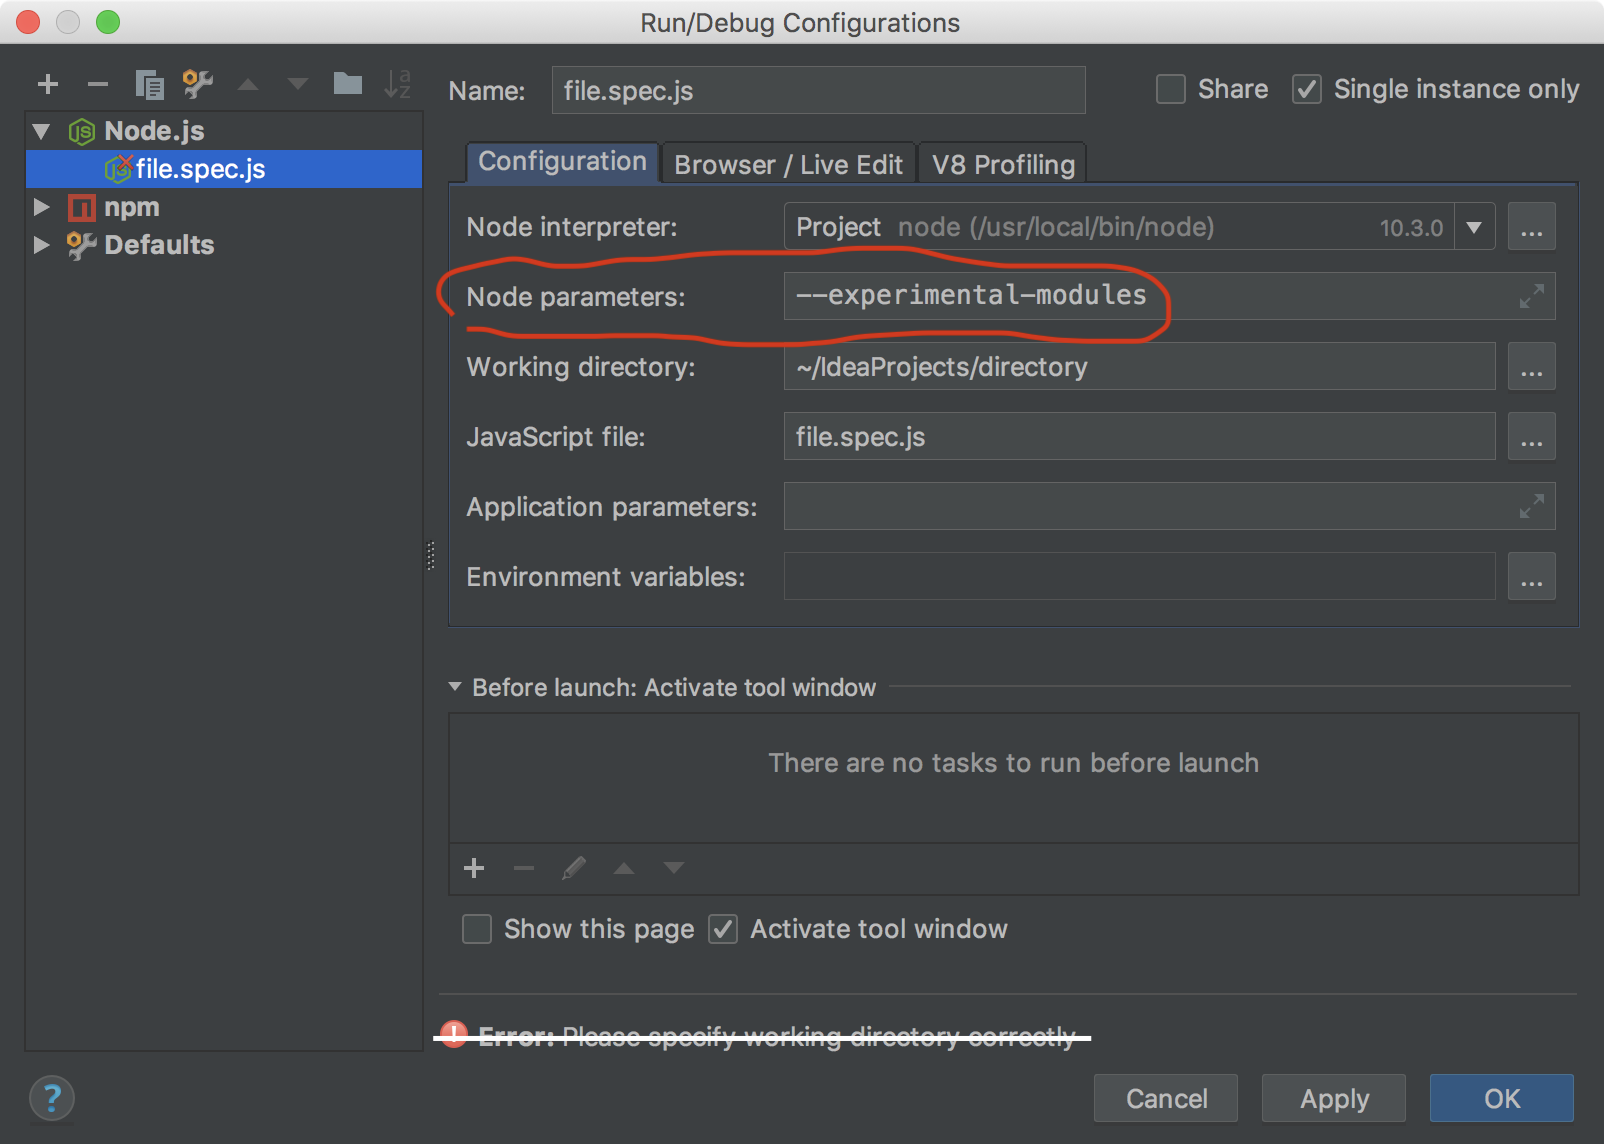 Run/Debug Configurations
Name: file.spec.js Share Single instance only
Node.js
file.spec.js
npm
Defaults
Configuration Browser / Live Edit V8 Profiling
Node interpreter: Project node (/usr/local/bin/node) 10.3.0 ...
Node parameters: --experimental-modules
Working directory: ~/IdeaProjects/directory ...
JavaScript file: file.spec.js ...
Application parameters:
Environment variables: ...
Before launch: Activate tool window
There are no tasks to run before launch
Show this page Activate tool window
Error: Please specify working directory correctly
? Cancel Apply OK